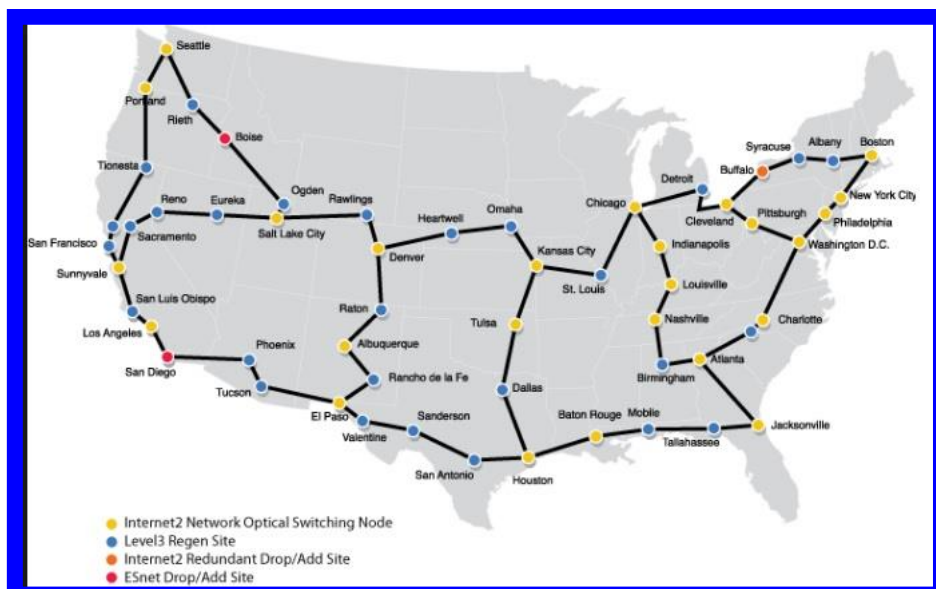 Seattle
Portland
Rieth
Boise
Tionesta
Ogden
Reno
Eureka
Rawlings
Salt Lake City
Sacramento
San Francisco
Sunnyvale
San Luis Obispo
Los Angeles
San Diego
Phoenix
Tucson
Denver
Heartwell
Omaha
Kansas City
St. Louis
Raton
Albuquerque
Rancho de la Fe
El Paso
Valentine
Sanderson
San Antonio
Houston
Tulsa
Dallas
Baton Rouge
Mobile
Tallahassee
Jacksonville
Chicago
Detroit
Indianapolis
Louisville
Nashville
Birmingham
Atlanta
Charlotte
Cleveland
Buffalo
Pittsburgh
Syracuse
Albany
Boston
New York City
Philadelphia
Washington D.C.
Internet2 Network Optical Switching Node
Level3 Regen Site
Internet2 Redundant Drop/Add Site
ESnet Drop/Add Site